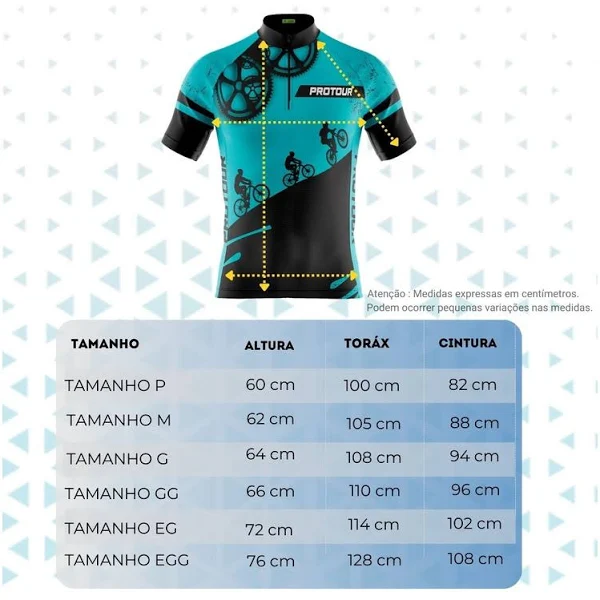 PROTOUR
PROTOUR
PROTOUR
Atenção : Medidas expressas em centímetros.
Podem ocorrer pequenas variações nas medidas.
TAMANHO ALTURA TORÁX CINTURA
TAMANHO P 60 cm 100 cm 82 cm
TAMANHO M 62 cm 105 cm 88 cm
TAMANHO G 64 cm 108 cm 94 cm
TAMANHO GG 66 cm 110 cm 96 cm
TAMANHO EG 72 cm 114 cm 102 cm
TAMANHO EGG 76 cm 128 cm 108 cm